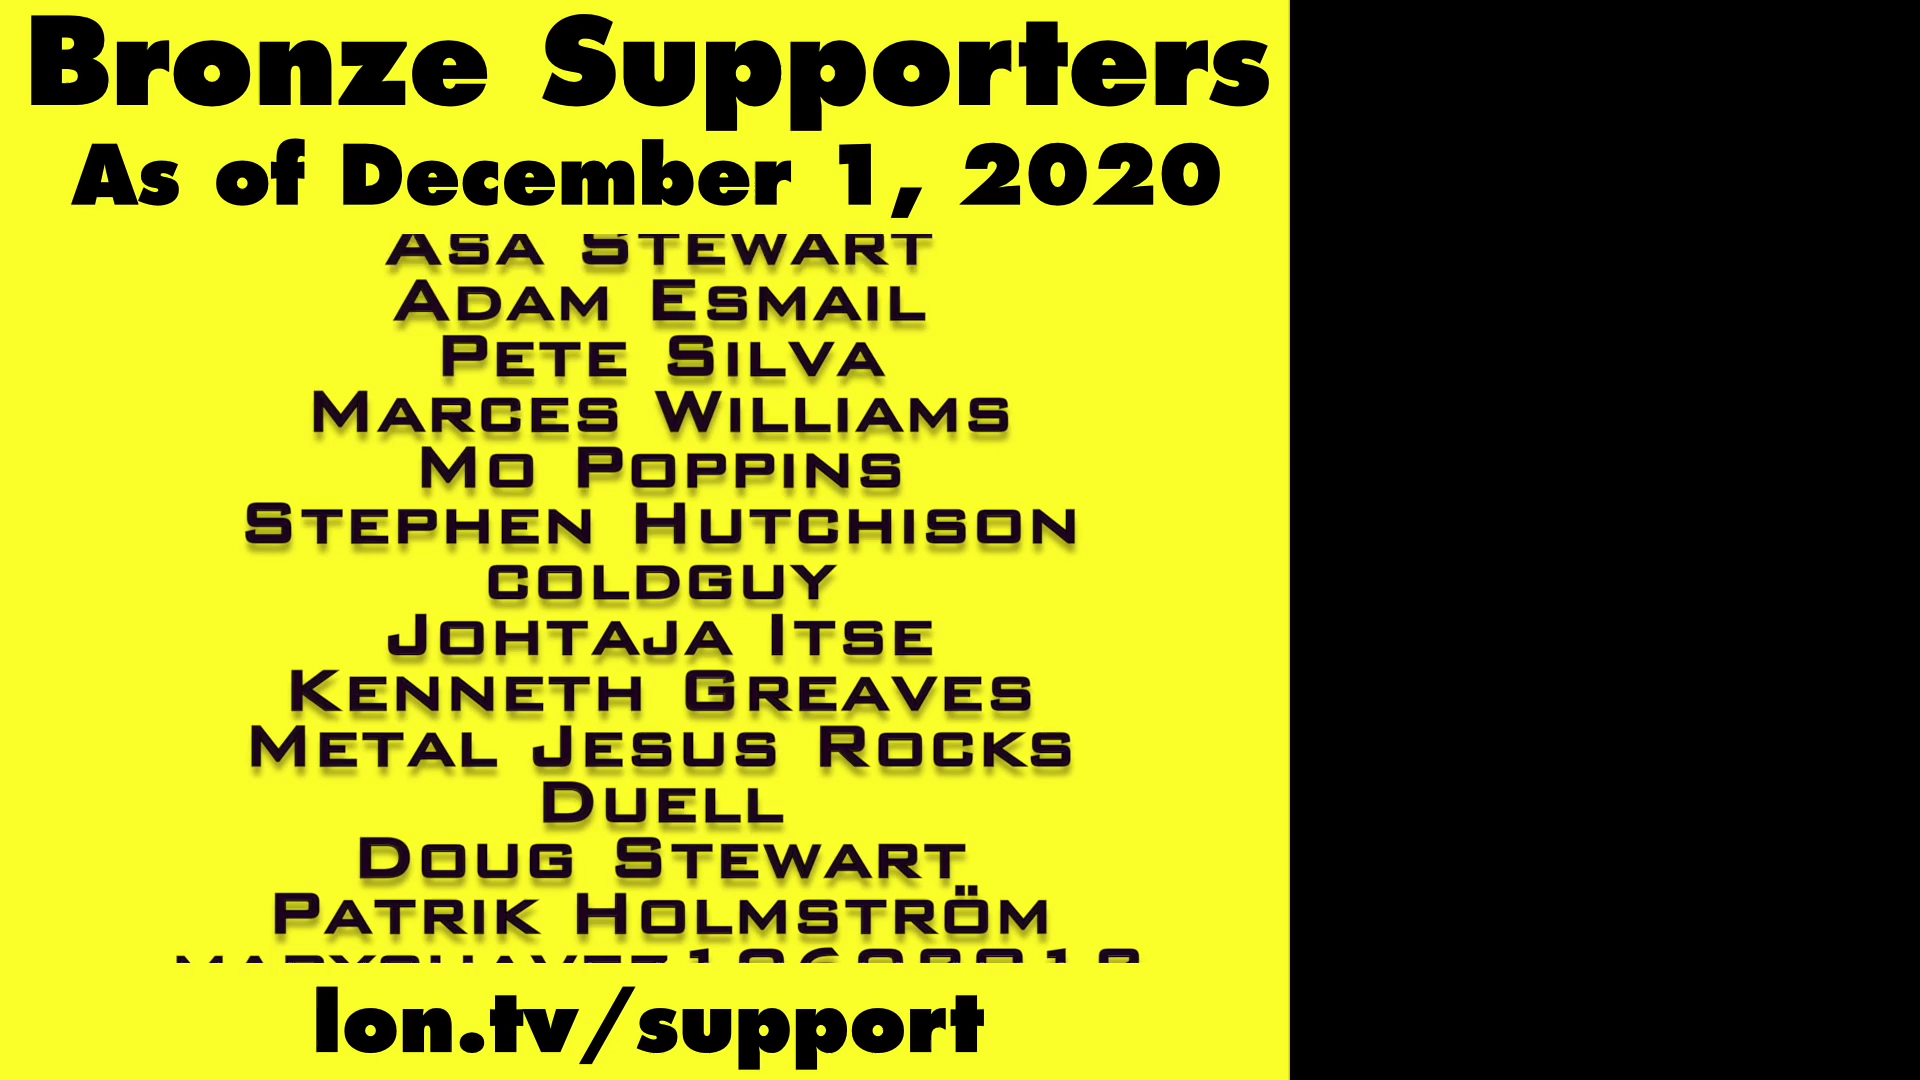 Bronze Supporters
As of December 1, 2020
Asa Stewart
Adam Esmail
Pete Silva
Marces Williams
Mo Poppins
Stephen Hutchison
coldguy
Johtaja Itse
Kenneth Greaves
Metal Jesus Rocks
Duell
Doug Stewart
Patrik Holmström
lon.tv/support